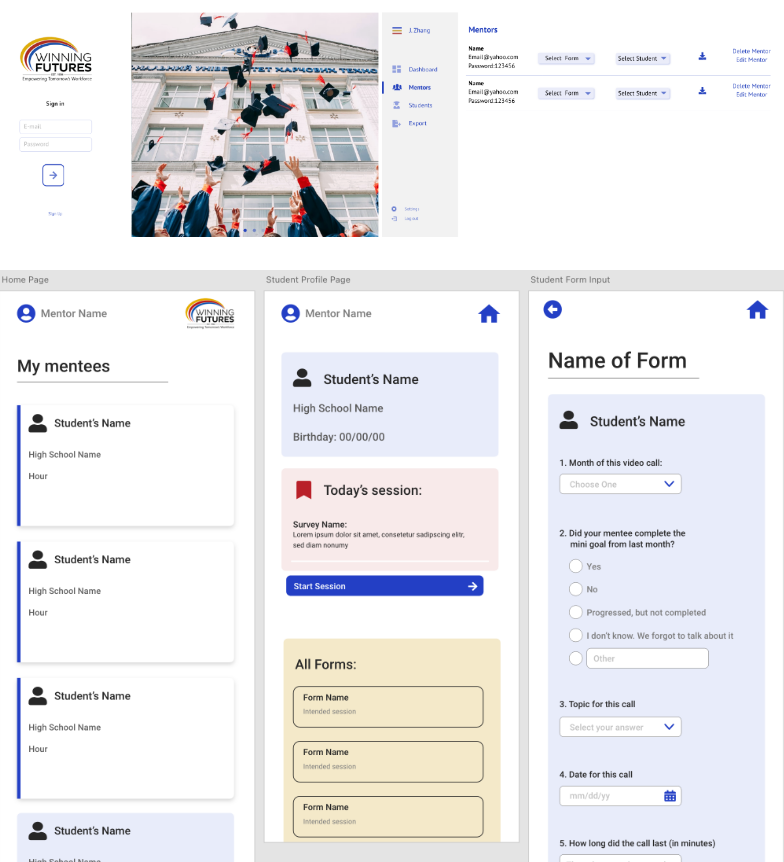 WINNING
FUTURES
EST. 1994
Empowering Tomorrow's Workforce
Sign in
E-mail
Password
Sign Up
J.Zhang
Dashboard
Mentors
Students
Export
Settings
Log out
Mentors
Name
Email@yahoo.com
Password:123456
Select Form
Select Student
Delete Mentor
Edit Mentor
Name
Email@yahoo.com
Password:123456
Select Form
Select Student
Delete Mentor
Edit Mentor
Home Page
Mentor Name
WINNING
FUTURES
Empowering Tomorrow's Workforce
My mentees
Student's Name
High School Name
Hour
Student's Name
High School Name
Hour
Student's Name
High School Name
Hour
Student's Name
High School Name
Student Profile Page
Mentor Name
Student's Name
High School Name
Birthday: 00/00/00
Today's session:
Survey Name:
Lorem ipsum dolor sit amet, consetetur sadipscing elitr,
sed diam nonumy
Start Session
All Forms:
Form Name
Intended session
Form Name
Intended session
Form Name
Intended session
Student Form Input
Name of Form
Student's Name
1. Month of this video call:
Choose One
2. Did your mentee complete the
mini goal from last month?
Yes
No
Progressed, but not completed
I don't know. We forgot to talk about it
Other
3. Topic for this call
Select your answer
4. Date for this call
mm/dd/yy
5. How long did the call last (in minutes)